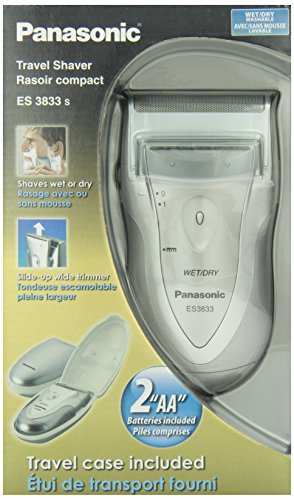 Panasonic
WET/DRY
WASHABLE
AVEC/SANS MOUSSE
LAVABLE
Travel Shaver
Rasoir compact
ES 3833 s
Shaves wet or dry
Rasage avec ou
sans mousse
Slide-up wide trimmer
Tondeuse escamotable
pleine largeur
0
1
WET/DRY
Panasonic
ES3833
2 "AA"
Batteries included
Piles comprises
Travel case included
Étui de transport fourni